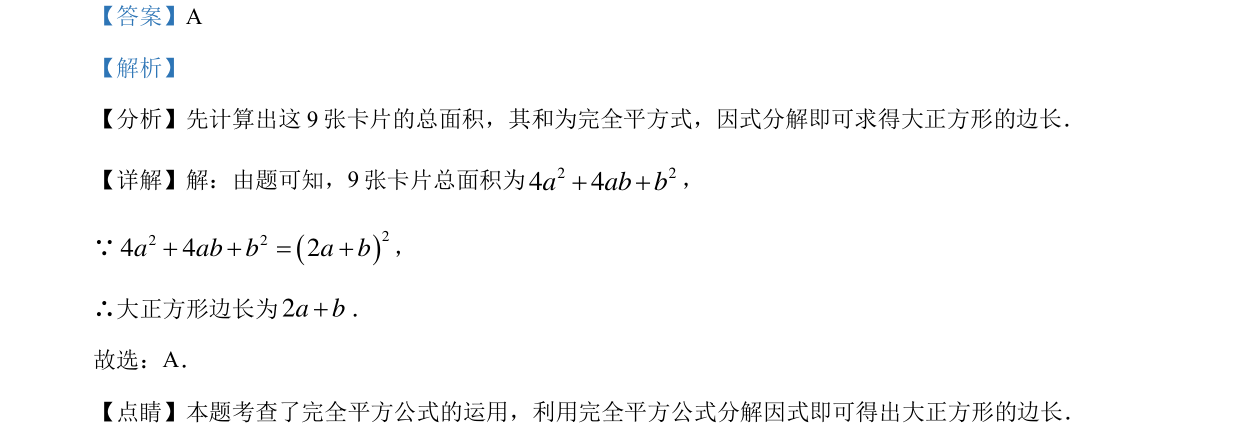 【答案】A
【解析】
【分析】先计算出这 9 张卡片的总面积，其和为完全平方式，因式分解即可求得大正方形的边长．
【详解】解：由题可知，9 张卡片总面积为 4a² + 4ab + b²，
∵ 4a² + 4ab + b² = (2a + b)²，
∴大正方形边长为 2a + b．
故选：A．
【点睛】本题考查了完全平方公式的运用，利用完全平方公式分解因式即可得出大正方形的边长．